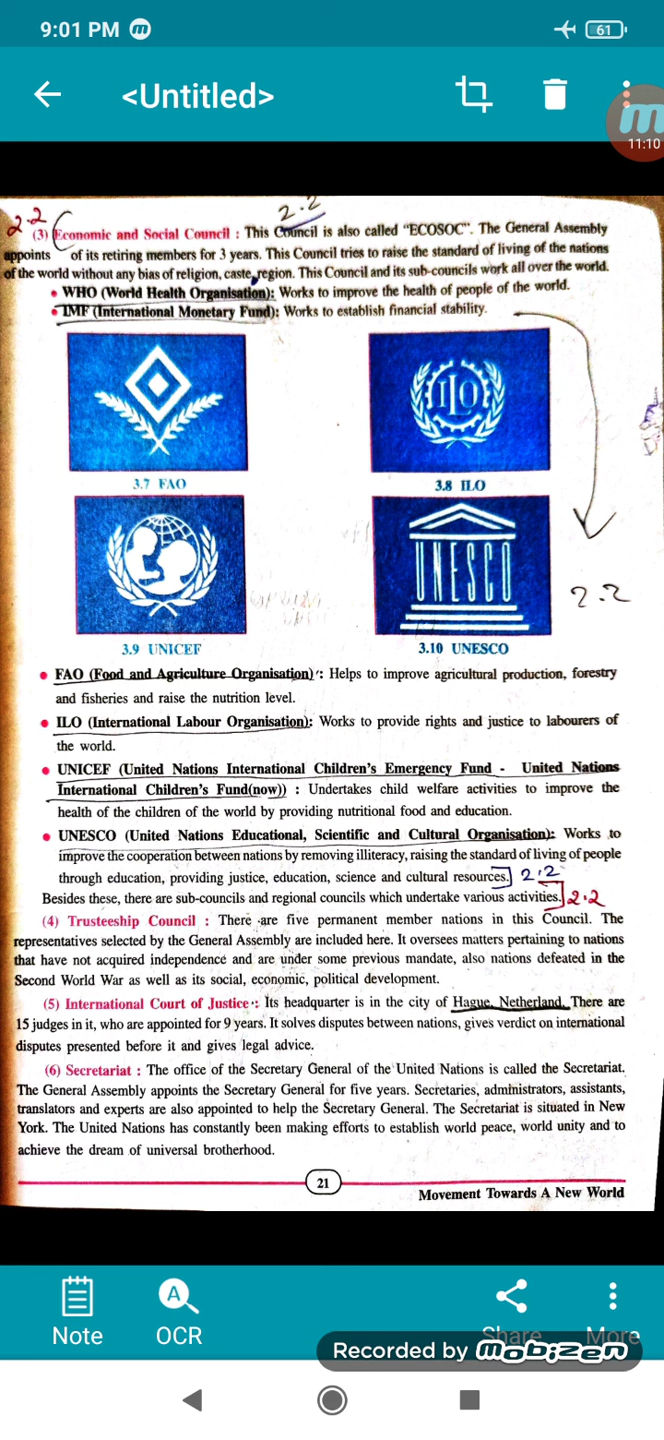 9:01 PM m 61
<Untitled>
m
11:10
2.2
2.2
(3) Economic and Social Council : This Council is also called "ECOSOC". The General Assembly
appoints of its retiring members for 3 years. This Council tries to raise the standard of living of the nations
of the world without any bias of religion, caste, region. This Council and its sub-councils work all over the world.
• WHO (World Health Organisation): Works to improve the health of people of the world.
• IMF (International Monetary Fund): Works to establish financial stability.
ILO
3.7 FAO
3.8 ILO
UNESCO
2.2
3.9 UNICEF
3.10 UNESCO
• FAO (Food and Agriculture Organisation) : Helps to improve agricultural production, forestry
and fisheries and raise the nutrition level.
• ILO (International Labour Organisation): Works to provide rights and justice to labourers of
the world.
• UNICEF (United Nations International Children's Emergency Fund - United Nations
International Children's Fund(now)) : Undertakes child welfare activities to improve the
health of the children of the world by providing nutritional food and education.
• UNESCO (United Nations Educational, Scientific and Cultural Organisation): Works to
improve the cooperation between nations by removing illiteracy, raising the standard of living of people
through education, providing justice, education, science and cultural resources.] 2.2
Besides these, there are sub-councils and regional councils which undertake various activities.] 2.2
(4) Trusteeship Council : There are five permanent member nations in this Council. The
representatives selected by the General Assembly are included here. It oversees matters pertaining to nations
that have not acquired independence and are under some previous mandate, also nations defeated in the
Second World War as well as its social, economic, political development.
(5) International Court of Justice : Its headquarter is in the city of Hague, Netherland. There are
15 judges in it, who are appointed for 9 years. It solves disputes between nations, gives verdict on international
disputes presented before it and gives legal advice.
(6) Secretariat : The office of the Secretary General of the United Nations is called the Secretariat.
The General Assembly appoints the Secretary General for five years. Secretaries, administrators, assistants,
translators and experts are also appointed to help the Secretary General. The Secretariat is situated in New
York. The United Nations has constantly been making efforts to establish world peace, world unity and to
achieve the dream of universal brotherhood.
21
Movement Towards A New World
A
Note OCR Share More
Recorded by mobizen